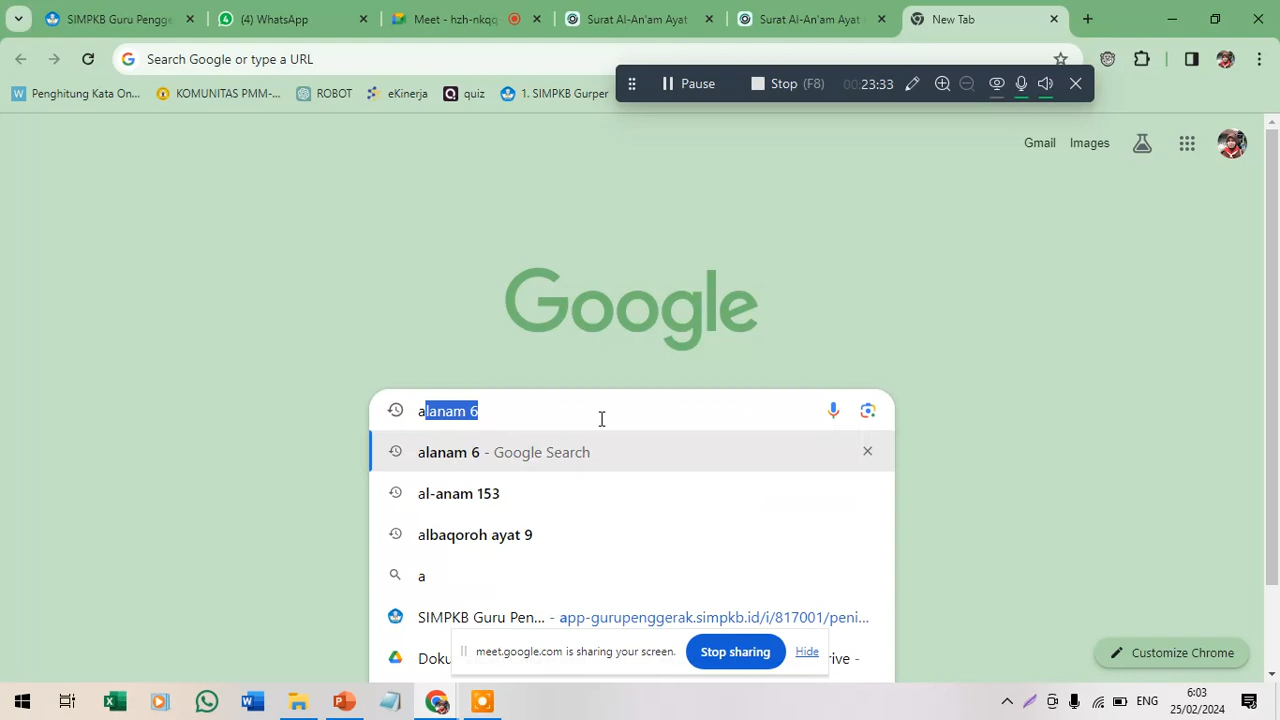 SIMPKB Guru Pengge
(4) WhatsApp
Meet - hzh-nkqq-
Surat Al-An'am Ayat
Surat Al-An'am Ayat
New Tab
Search Google or type a URL
Pause
Stop (F8)
00:23:33
Penghitung Kata On...
KOMUNITAS PMM-...
ROBOT
eKinerja
quiz
1. SIMPKB Gurper
Gmail
Images
Google
alanam 6
alanam 6 - Google Search
al-anam 153
albaqoroh ayat 9
a
SIMPKB Guru Pen... - app-gurupenggerak.simpkb.id/i/817001/peni...
meet.google.com is sharing your screen.
Stop sharing
Hide
Doku
rive -
Customize Chrome
ENG
6:03
25/02/2024